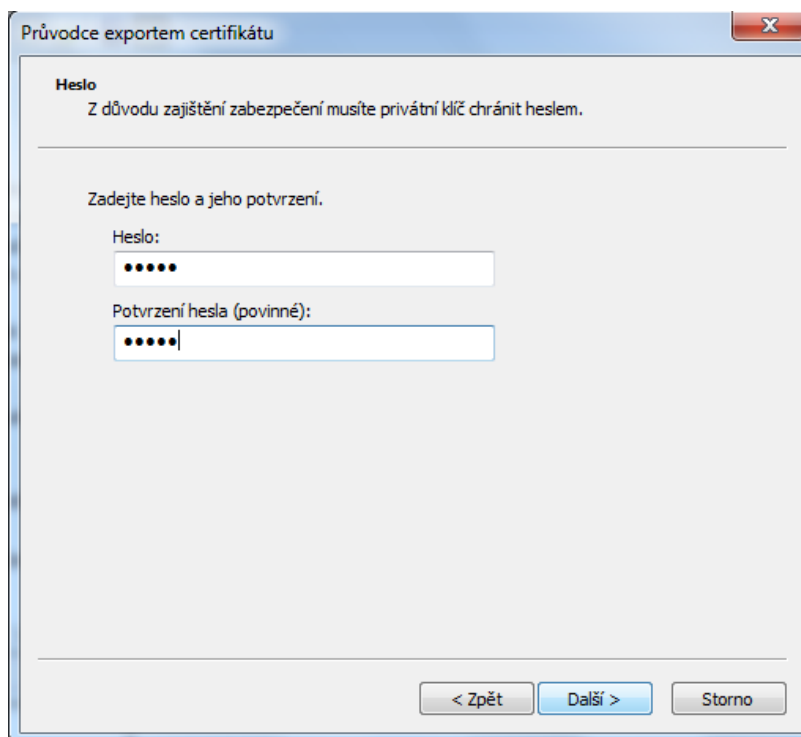 Průvodce exportem certifikátu
Heslo
Z důvodu zajištění zabezpečení musíte privátní klíč chránit heslem.
Zadejte heslo a jeho potvrzení.
Heslo:
•••••
Potvrzení hesla (povinné):
•••••
< Zpět
Další >
Storno